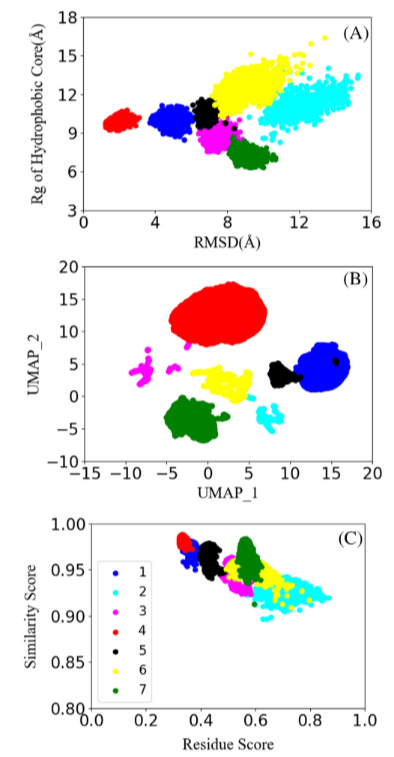 (A)
18
15
12
9
6
3
Rg of Hydrophobic Core(Å)
0 4 8 12 16
RMSD(Å)
(B)
20
15
10
5
0
−5
−10
UMAP_2
−15 −10 −5 0 5 10 15 20
UMAP_1
(C)
1.00
0.95
0.90
0.85
0.80
Similarity Score
1
2
3
4
5
6
7
0.0 0.2 0.4 0.6 0.8 1.0
Residue Score